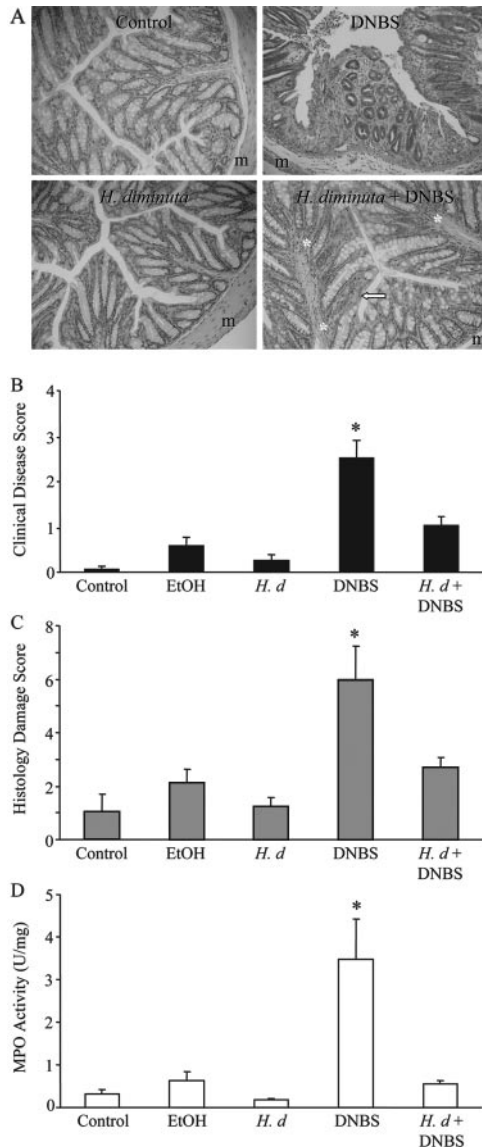 A
Control
DNBS
m
m
H. diminuta
H. diminuta + DNBS
*
*
*
m
m
B
Clinical Disease Score
4
3
2
1
0
*
Control EtOH H. d DNBS H. d +
DNBS
C
Histology Damage Score
8
6
4
2
0
*
Control EtOH H. d DNBS H. d +
DNBS
D
MPO Activity (U/mg)
5
4
3
2
1
0
*
Control EtOH H. d DNBS H. d +
DNBS